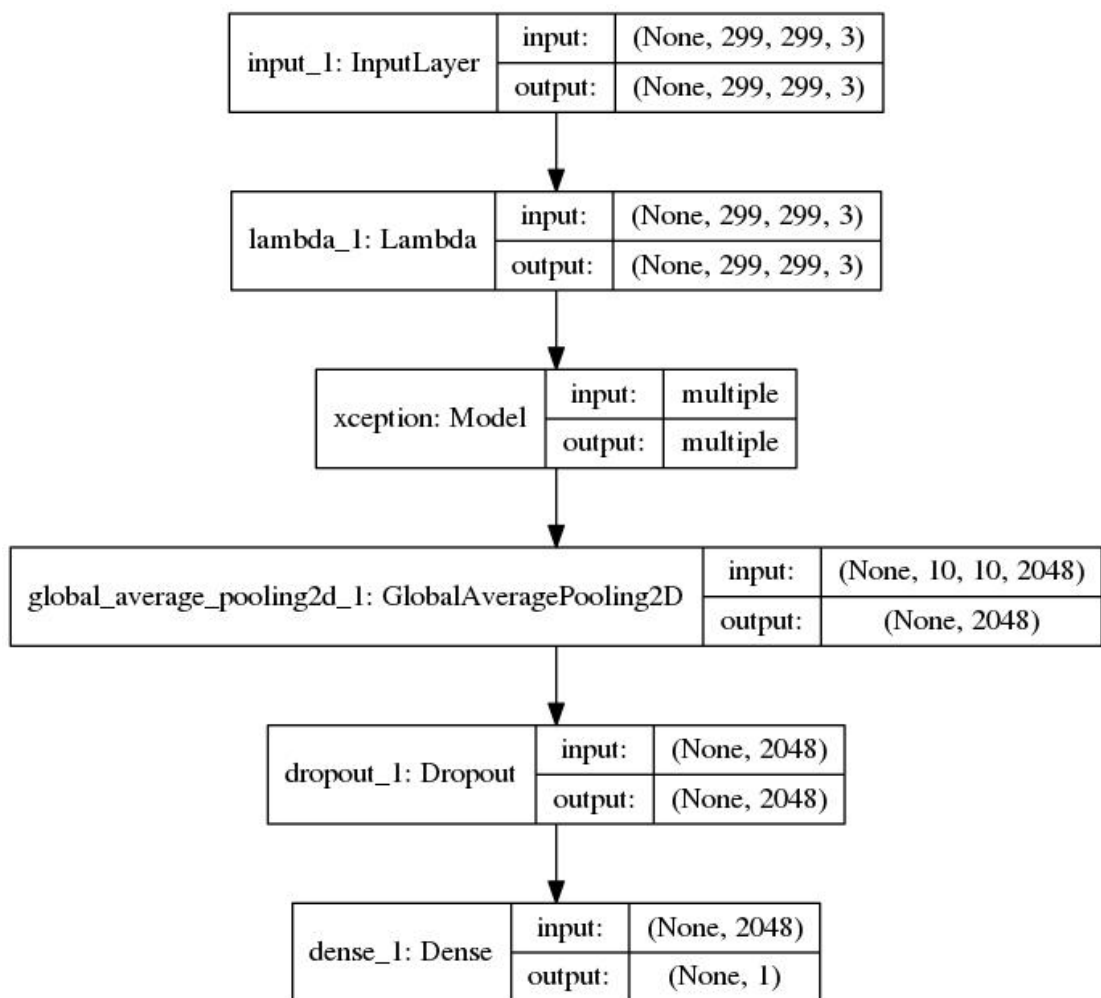 input_1: InputLayer
input: (None, 299, 299, 3)
output: (None, 299, 299, 3)
lambda_1: Lambda
input: (None, 299, 299, 3)
output: (None, 299, 299, 3)
xception: Model
input: multiple
output: multiple
global_average_pooling2d_1: GlobalAveragePooling2D
input: (None, 10, 10, 2048)
output: (None, 2048)
dropout_1: Dropout
input: (None, 2048)
output: (None, 2048)
dense_1: Dense
input: (None, 2048)
output: (None, 1)